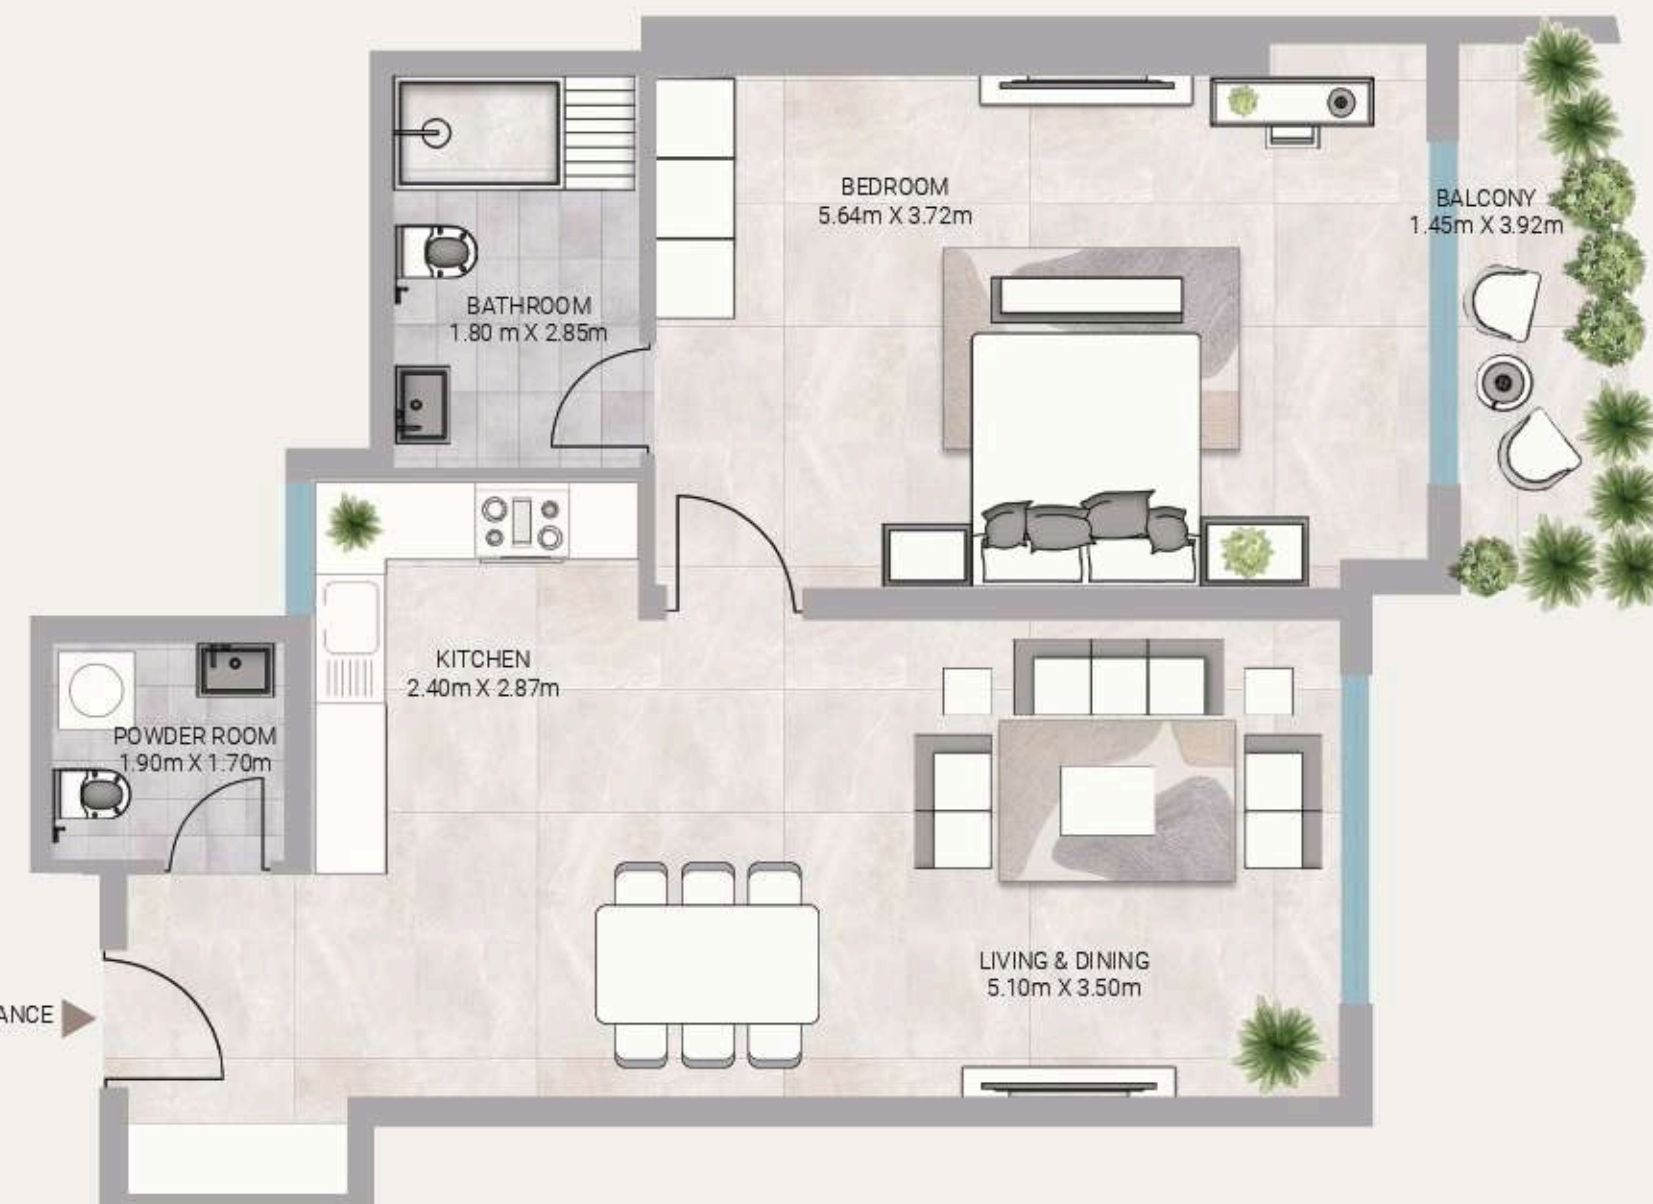 BEDROOM
5.64m X 3.72m
BALCONY
1.45m X 3.92m
BATHROOM
1.80 m X 2.85m
KITCHEN
2.40m X 2.87m
POWDER ROOM
1.90m X 1.70m
LIVING & DINING
5.10m X 3.50m
ANCE